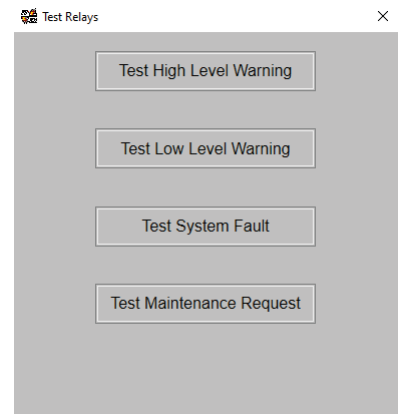 Test Relays
Test High Level Warning
Test Low Level Warning
Test System Fault
Test Maintenance Request